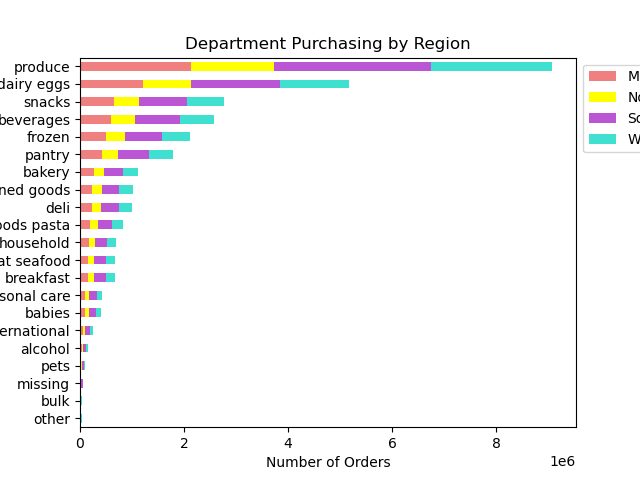 Department Purchasing by Region
produce
dairy eggs
snacks
beverages
frozen
pantry
bakery
ned goods
deli
oods pasta
household
at seafood
breakfast
sonal care
babies
ernational
alcohol
pets
missing
bulk
other
M
No
So
W
0 2 4 6 8
1e6
Number of Orders